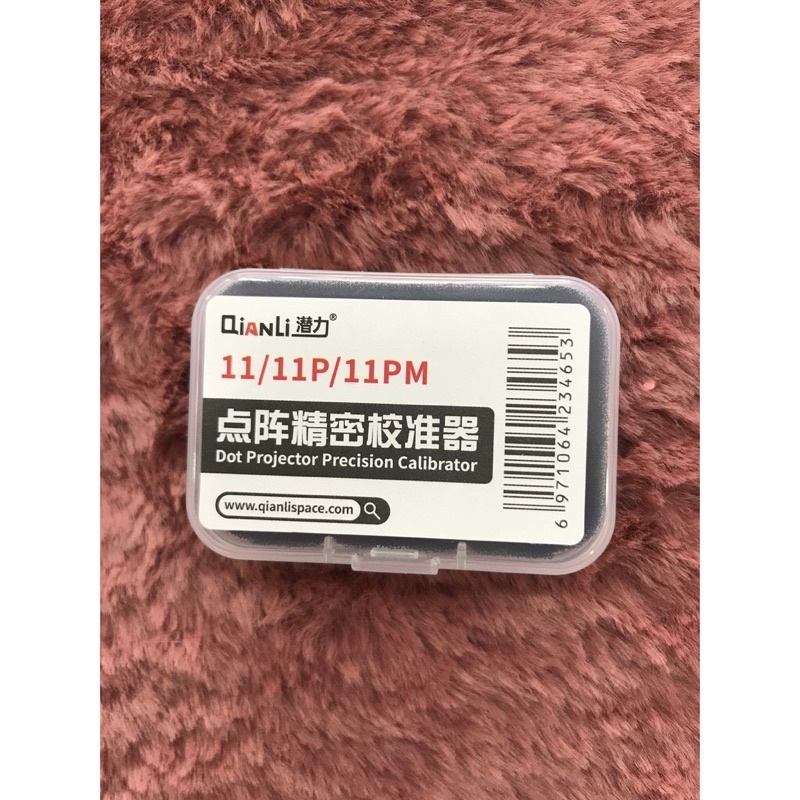 QianLi 潜力®
11/11P/11PM
点阵精密校准器
Dot Projector Precision Calibrator
www.qianlispace.com
6 971064 234653